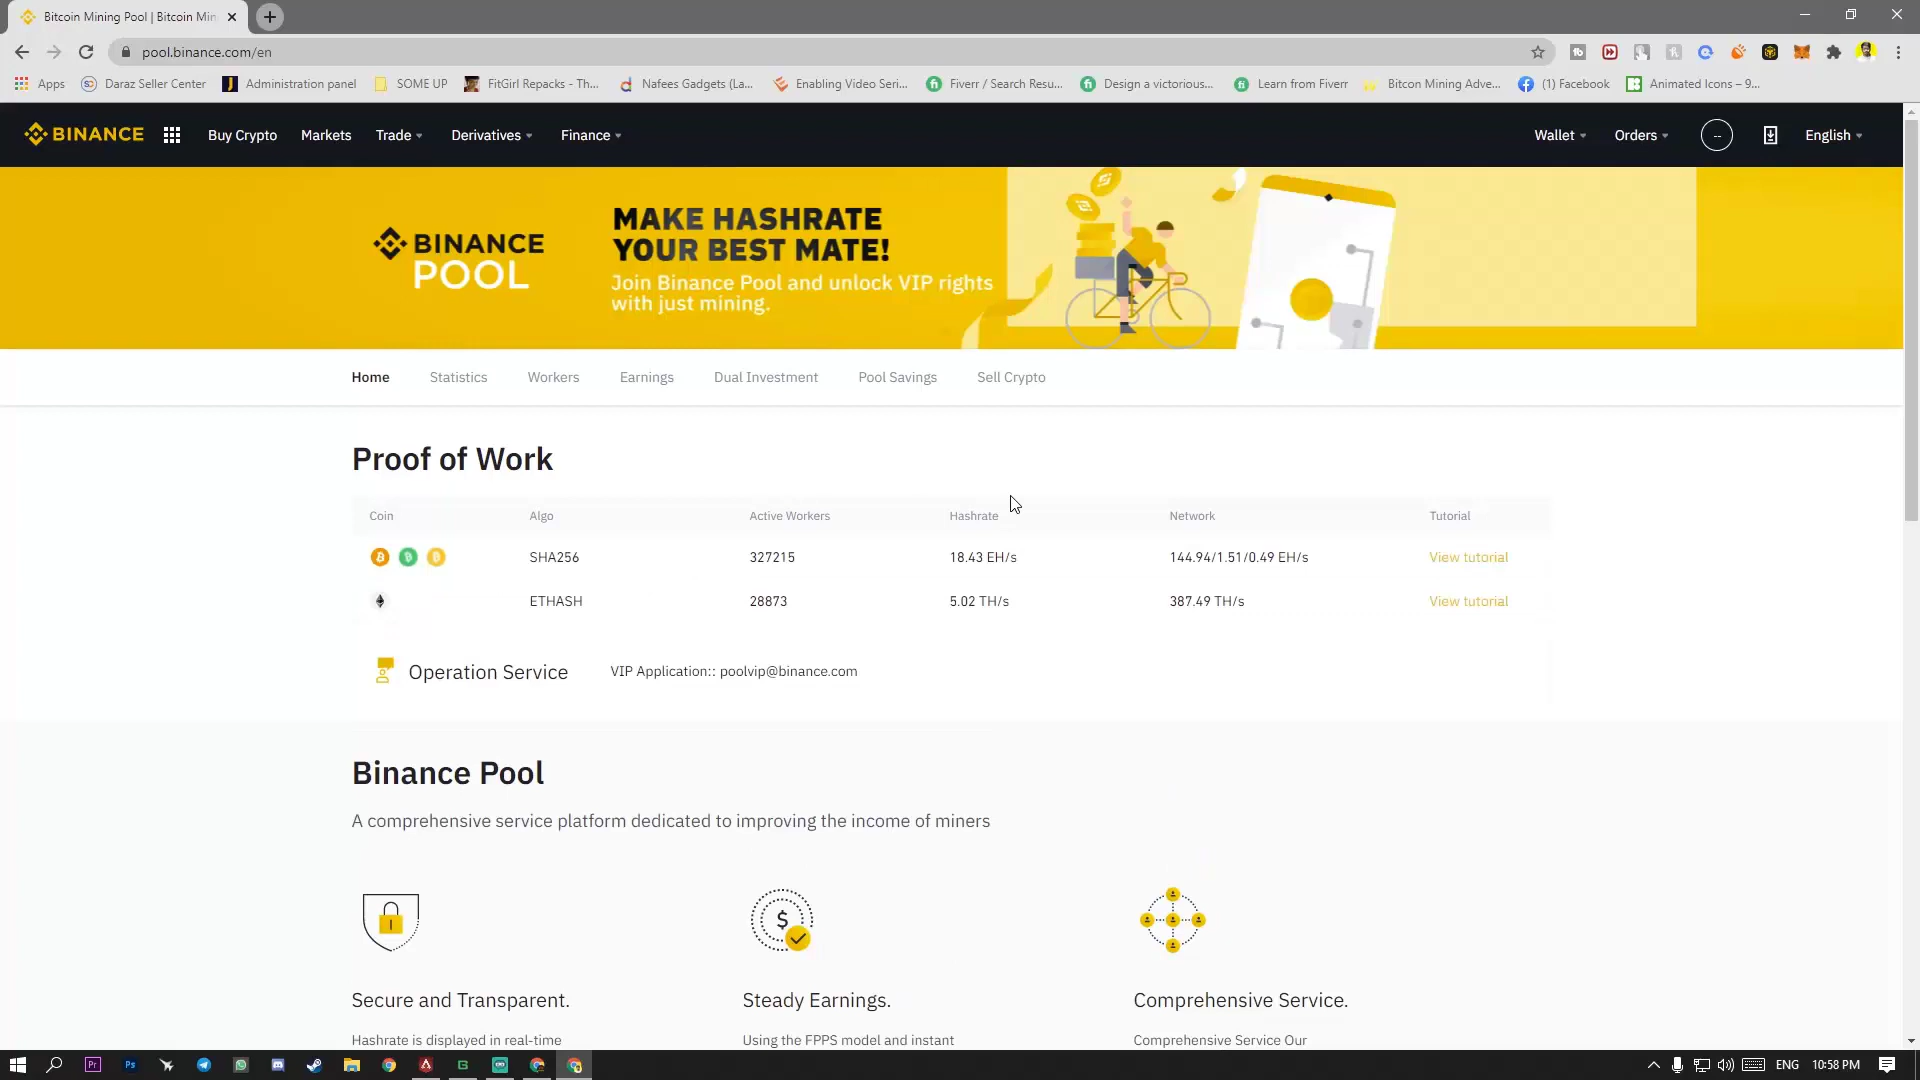 Bitcoin Mining Pool | Bitcoin Min
pool.binance.com/en
Apps
Daraz Seller Center
Administration panel
SOME UP
FitGirl Repacks - Th...
Nafees Gadgets (La...
Enabling Video Seri...
Fiverr / Search Resu...
Design a victorious...
Learn from Fiverr
Bitcon Mining Adve...
(1) Facebook
Animated Icons – 9...
BINANCE
Buy Crypto
Markets
Trade
Derivatives
Finance
Wallet
Orders
--
English
BINANCE
POOL
MAKE HASHRATE
YOUR BEST MATE!
Join Binance Pool and unlock VIP rights
with just mining.
Home
Statistics
Workers
Earnings
Dual Investment
Pool Savings
Sell Crypto
Proof of Work
Coin Algo Active Workers Hashrate Network Tutorial
SHA256 327215 18.43 EH/s 144.94/1.51/0.49 EH/s View tutorial
ETHASH 28873 5.02 TH/s 387.49 TH/s View tutorial
Operation Service
VIP Application:: poolvip@binance.com
Binance Pool
A comprehensive service platform dedicated to improving the income of miners
Secure and Transparent.
Steady Earnings.
Comprehensive Service.
Hashrate is displayed in real-time
Using the FPPS model and instant
Comprehensive Service Our
ENG
10:58 PM